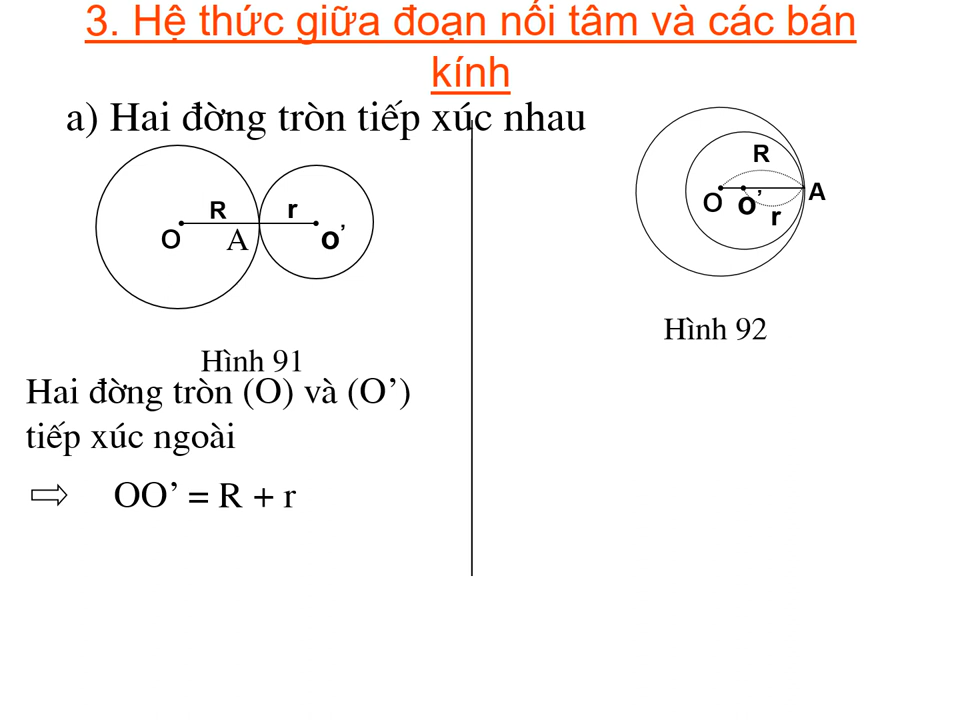 3. Hệ thức giữa đoạn nối tâm và các bán
kính
a) Hai đờng tròn tiếp xúc nhau
R
r
O
A
o’
Hình 91
Hai đờng tròn (O) và (O’)
tiếp xúc ngoài
OO’ = R + r
R
O
o’
r
A
Hình 92